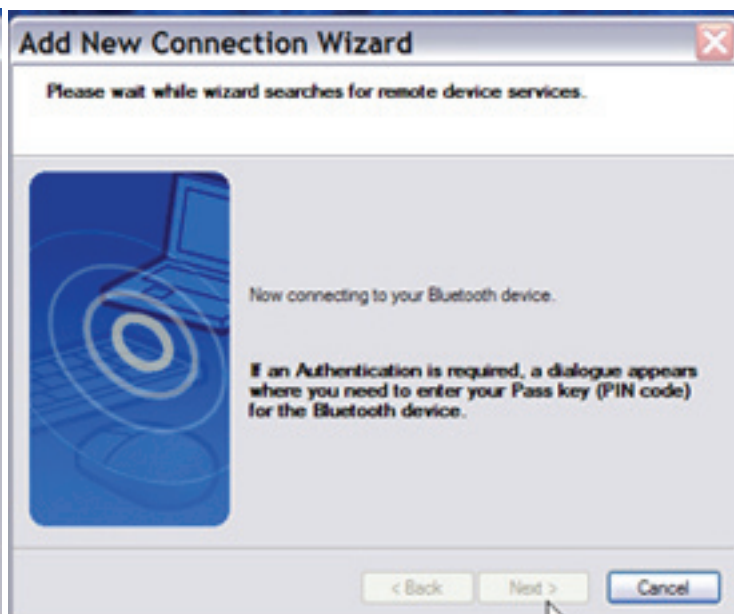 Add New Connection Wizard
Please wait while wizard searches for remote device services.
Now connecting to your Bluetooth device.
If an Authentication is required, a dialogue appears
where you need to enter your Pass key (PIN code)
for the Bluetooth device.
< Back
Next >
Cancel